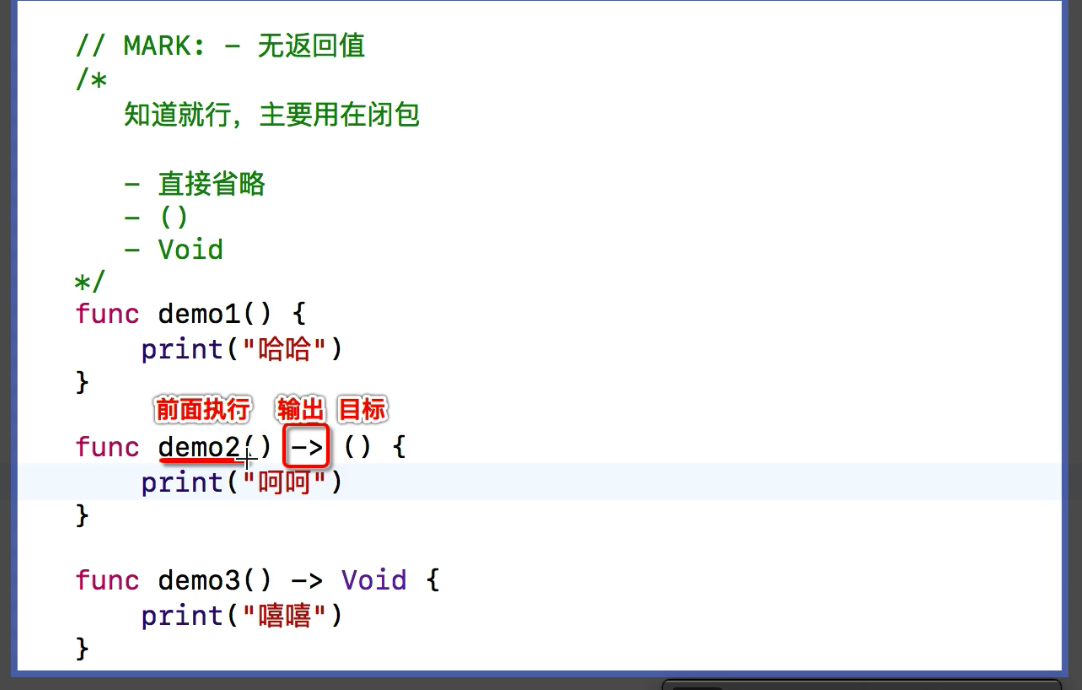 // MARK: - 无返回值
/*
知道就行，主要用在闭包
- 直接省略
- ()
- Void
*/
func demo1() {
print("哈哈")
}
前面执行 输出 目标
func demo2() -> () {
print("呵呵")
}
func demo3() -> Void {
print("嘻嘻")
}